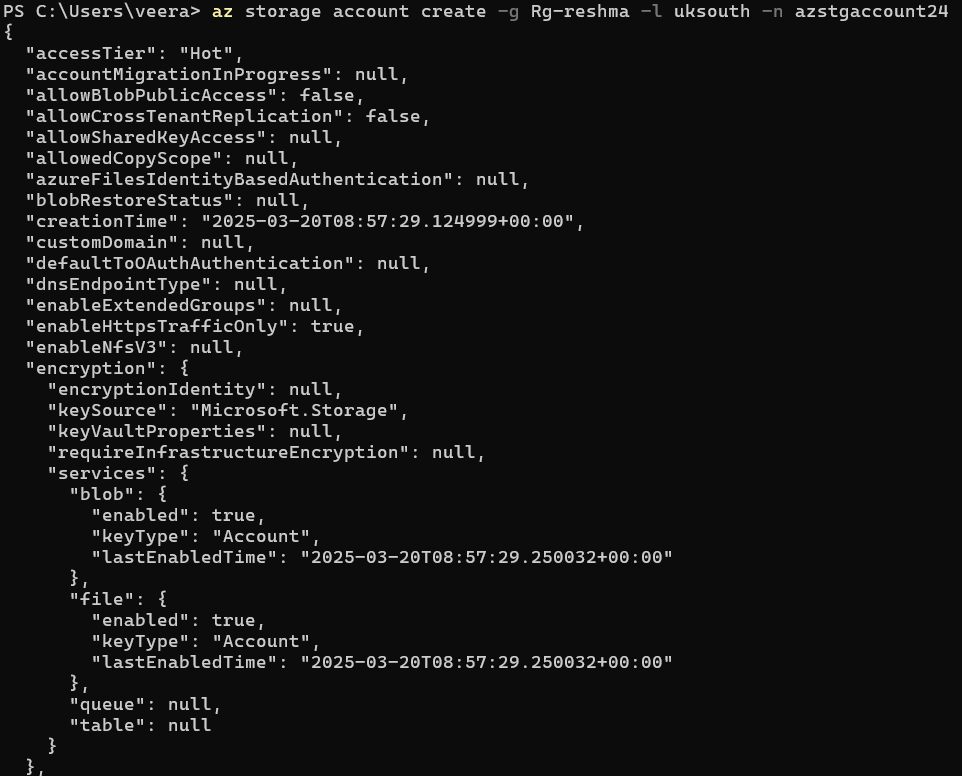 PS C:\Users\veera> az storage account create -g Rg-reshma -l uksouth -n azstgaccount24
{
  "accessTier": "Hot",
  "accountMigrationInProgress": null,
  "allowBlobPublicAccess": false,
  "allowCrossTenantReplication": false,
  "allowSharedKeyAccess": null,
  "allowedCopyScope": null,
  "azureFilesIdentityBasedAuthentication": null,
  "blobRestoreStatus": null,
  "creationTime": "2025-03-20T08:57:29.124999+00:00",
  "customDomain": null,
  "defaultToOAuthAuthentication": null,
  "dnsEndpointType": null,
  "enableExtendedGroups": null,
  "enableHttpsTrafficOnly": true,
  "enableNfsV3": null,
  "encryption": {
    "encryptionIdentity": null,
    "keySource": "Microsoft.Storage",
    "keyVaultProperties": null,
    "requireInfrastructureEncryption": null,
    "services": {
      "blob": {
        "enabled": true,
        "keyType": "Account",
        "lastEnabledTime": "2025-03-20T08:57:29.250032+00:00"
      },
      "file": {
        "enabled": true,
        "keyType": "Account",
        "lastEnabledTime": "2025-03-20T08:57:29.250032+00:00"
      },
      "queue": null,
      "table": null
    }
  },